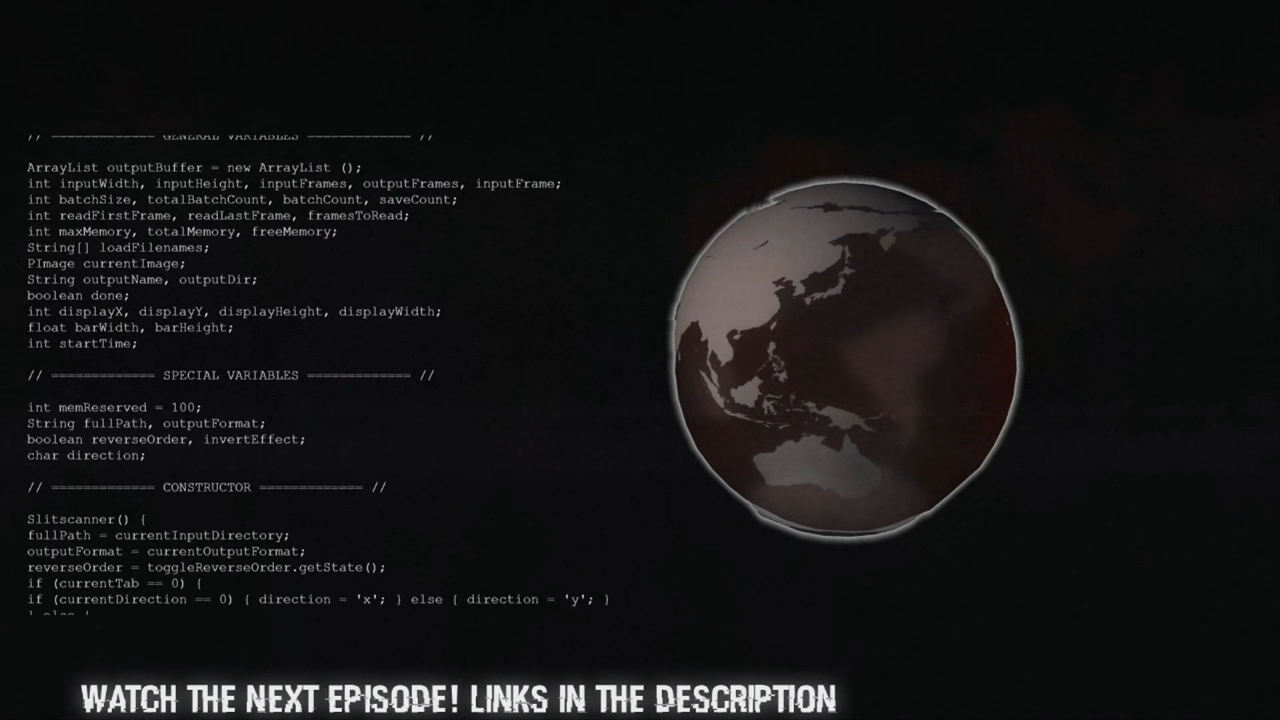 // ============= GENERAL VARIABLES ============= //
ArrayList outputBuffer = new ArrayList ();
int inputWidth, inputHeight, inputFrames, outputFrames, inputFrame;
int batchSize, totalBatchCount, batchCount, saveCount;
int readFirstFrame, readLastFrame, framesToRead;
int maxMemory, totalMemory, freeMemory;
String[] loadFilenames;
PImage currentImage;
String outputName, outputDir;
boolean done;
int displayX, displayY, displayHeight, displayWidth;
float barWidth, barHeight;
int startTime;
// ============= SPECIAL VARIABLES ============= //
int memReserved = 100;
String fullPath, outputFormat;
boolean reverseOrder, invertEffect;
char direction;
// ============= CONSTRUCTOR ============= //
Slitscanner() {
fullPath = currentInputDirectory;
outputFormat = currentOutputFormat;
reverseOrder = toggleReverseOrder.getState();
if (currentTab == 0) {
if (currentDirection == 0) { direction = 'x'; } else { direction = 'y'; }
} else {
WATCH THE NEXT EPISODE! LINKS IN THE DESCRIPTION